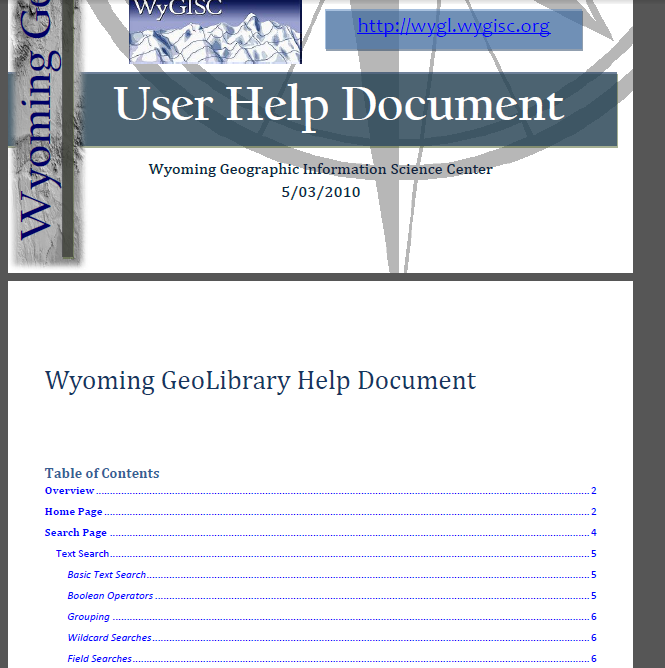 Wyoming Ge
WyGISC
http://wygl.wygisc.org
User Help Document
Wyoming Geographic Information Science Center
5/03/2010
Wyoming GeoLibrary Help Document
Table of Contents
Overview 2
Home Page 2
Search Page 4
Text Search 5
Basic Text Search 5
Boolean Operators 5
Grouping 6
Wildcard Searches 6
Field Searches 6